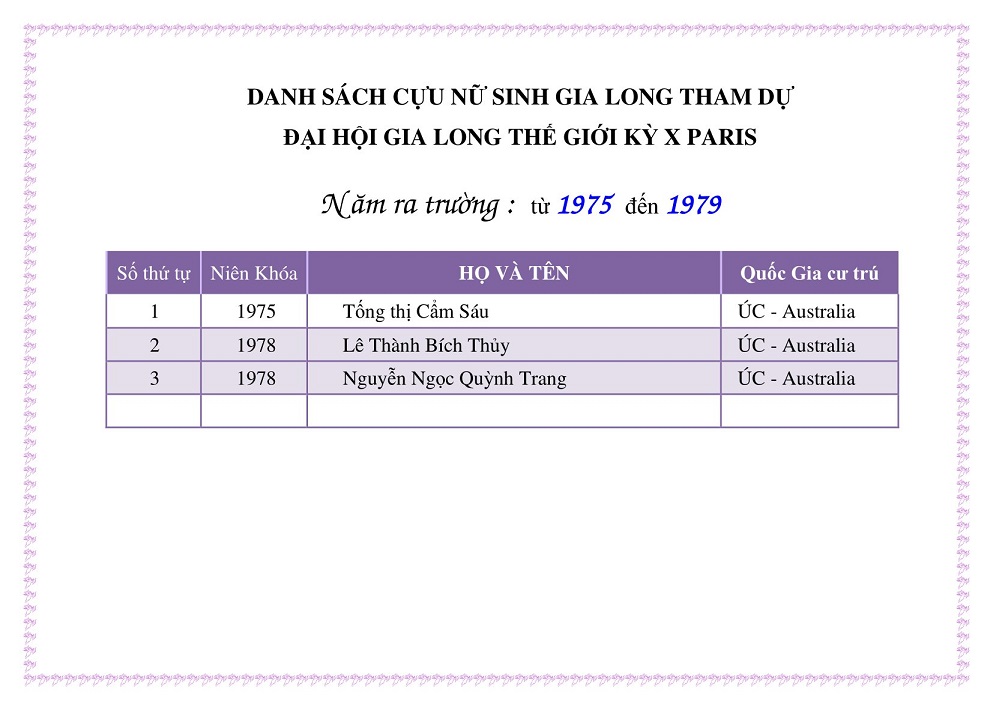 DANH SÁCH CỰU NỮ SINH GIA LONG THAM DỰ
ĐẠI HỘI GIA LONG THẾ GIỚI KỲ X PARIS
Năm ra trường : từ 1975 đến 1979
Số thứ tự Niên Khóa HỌ VÀ TÊN Quốc Gia cư trú
1 1975 Tống thị Cẩm Sáu ÚC - Australia
2 1978 Lê Thành Bích Thủy ÚC - Australia
3 1978 Nguyễn Ngọc Quỳnh Trang ÚC - Australia